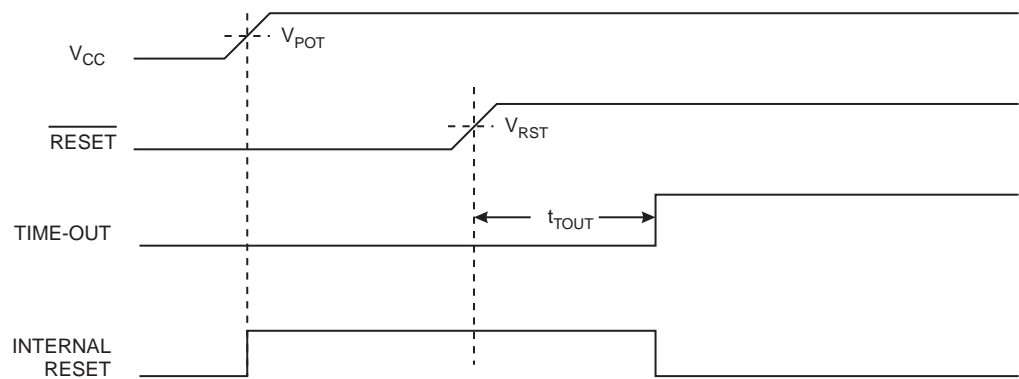 V_CC
V_POT
RESET
V_RST
TIME-OUT
t_TOUT
INTERNAL
RESET